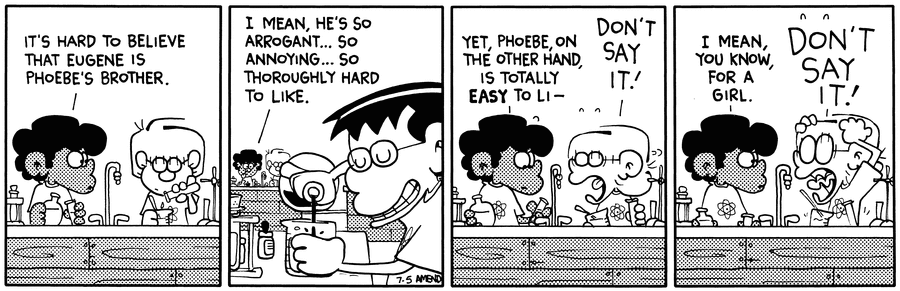 IT'S HARD TO BELIEVE
THAT EUGENE IS
PHOEBE'S BROTHER.
I MEAN, HE'S SO
ARROGANT... SO
ANNOYING... SO
THOROUGHLY HARD
TO LIKE.
7-5 AMEND
YET, PHOEBE, ON
THE OTHER HAND,
IS TOTALLY
EASY TO LI—
DON'T
SAY
IT!
I MEAN,
YOU KNOW,
FOR A
GIRL.
DON'T
SAY
IT!